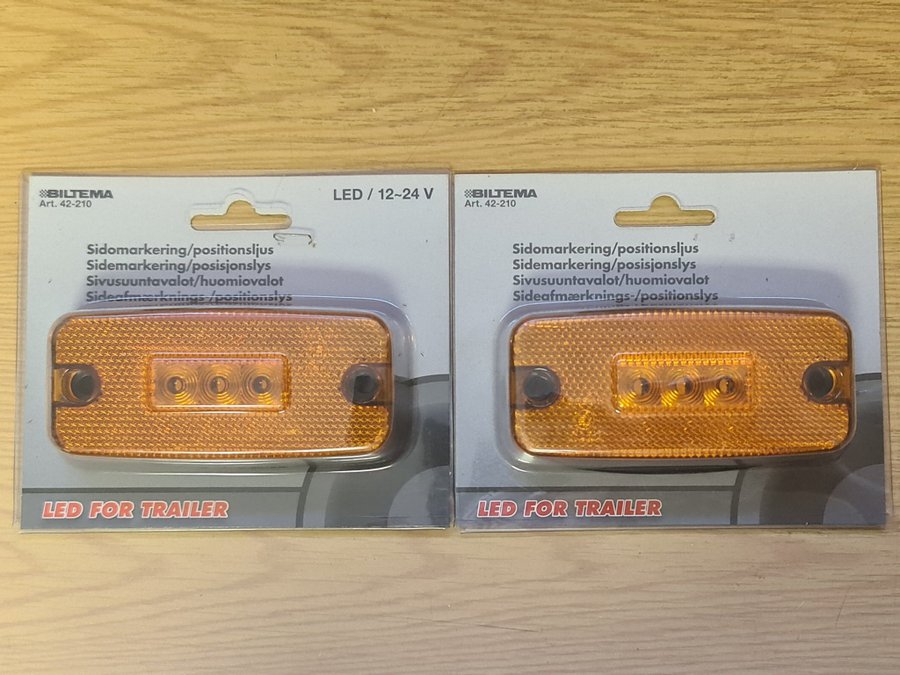 BILTEMA
Art. 42-210
LED / 12~24 V
Sidomarkering/positionsljus
Sidemarkering/posisjonslys
Sivusuuntavalot/huomiovalot
Sideafmærknings-/positionslys
LED FOR TRAILER
BILTEMA
Art. 42-210
Sidomarkering/positionsljus
Sidemarkering/posisjonslys
Sivusuuntavalot/huomiovalot
Sideafmærknings-/positionslys
LED FOR TRAILER